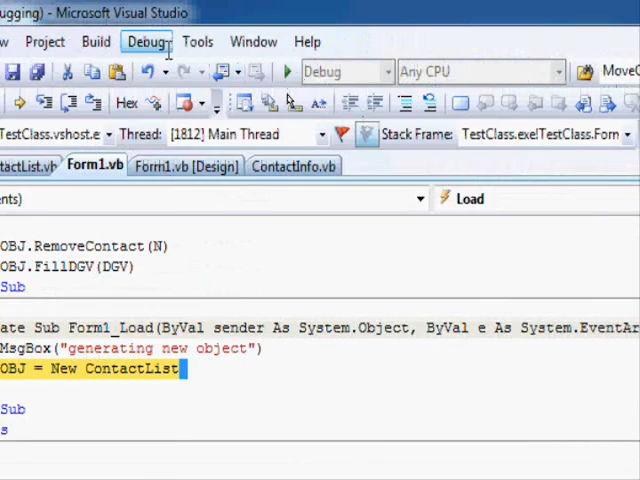 ugging) - Microsoft Visual Studio
w Project Build Debug Tools Window Help
Debug Any CPU MoveC
Hex
TestClass.vshost.e Thread: [1812] Main Thread Stack Frame: TestClass.exe!TestClass.Form
tactList.vb Form1.vb Form1.vb [Design] ContactInfo.vb
ents) Load
OBJ.RemoveContact(N)
OBJ.FillDGV(DGV)
Sub
ate Sub Form1_Load(ByVal sender As System.Object, ByVal e As System.EventAr
MsgBox("generating new object")
OBJ = New ContactList
Sub
s